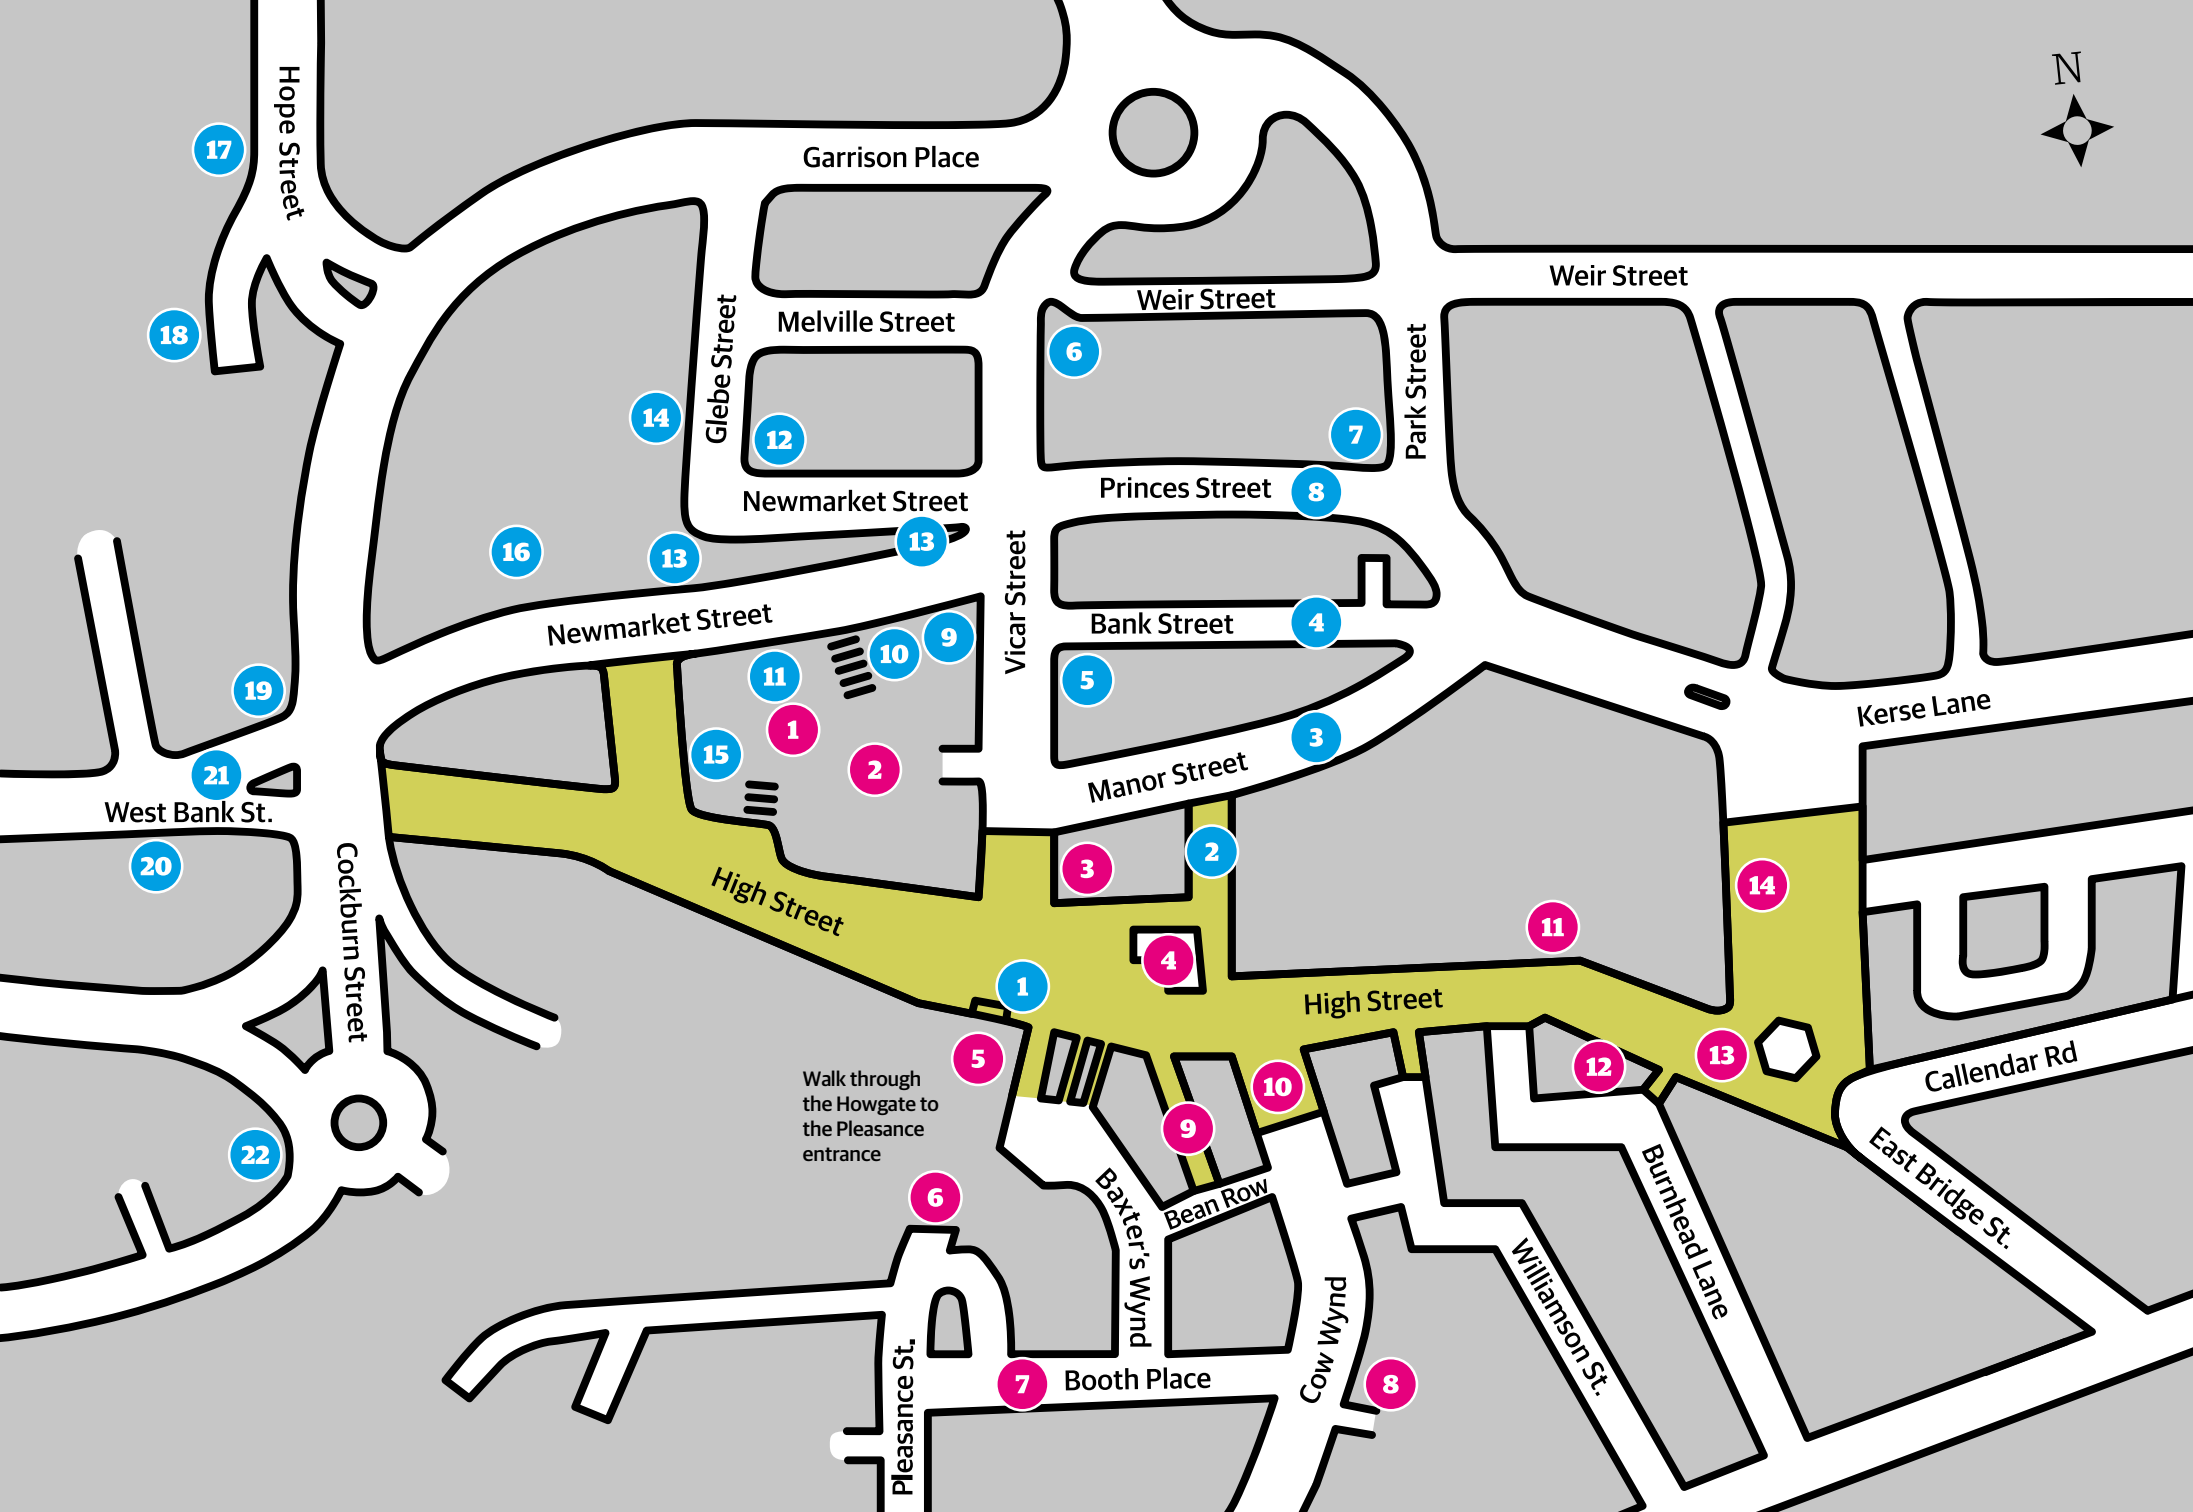 N
Hope Street
17
Garrison Place
Weir Street
Weir Street
18
Melville Street
Glebe Street
6
Park Street
14
12
7
Newmarket Street
Princes Street
8
13
16
13
Vicar Street
Newmarket Street
9
10
Bank Street
4
11
5
19
1
15
2
3
Manor Street
Kerse Lane
21
West Bank St.
20
Cockburn Street
High Street
3
2
14
11
4
1
High Street
5
13
12
10
Callendar Rd
Walk through
the Howgate to
the Pleasance
entrance
9
22
6
Baxter's Wynd
Bean Row
Burnhead Lane
East Bridge St.
Williamson St.
Cow Wynd
Pleasance St.
7
Booth Place
8